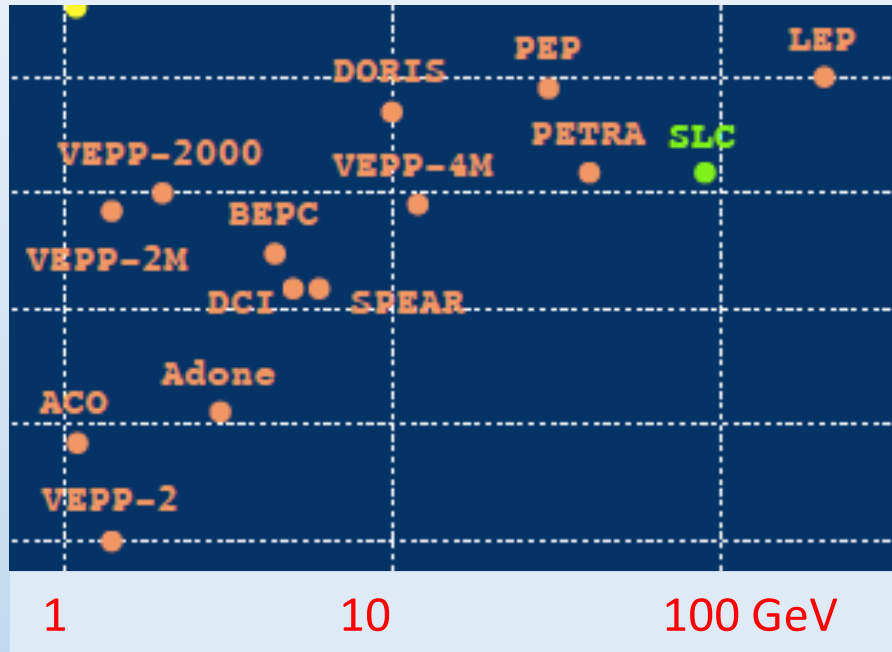 LEP
PEP
DORIS
PETRA
SLC
VEPP-2000
VEPP-4M
BEPC
VEPP-2M
DCI
SPEAR
Adone
ACO
VEPP-2
1
10
100 GeV